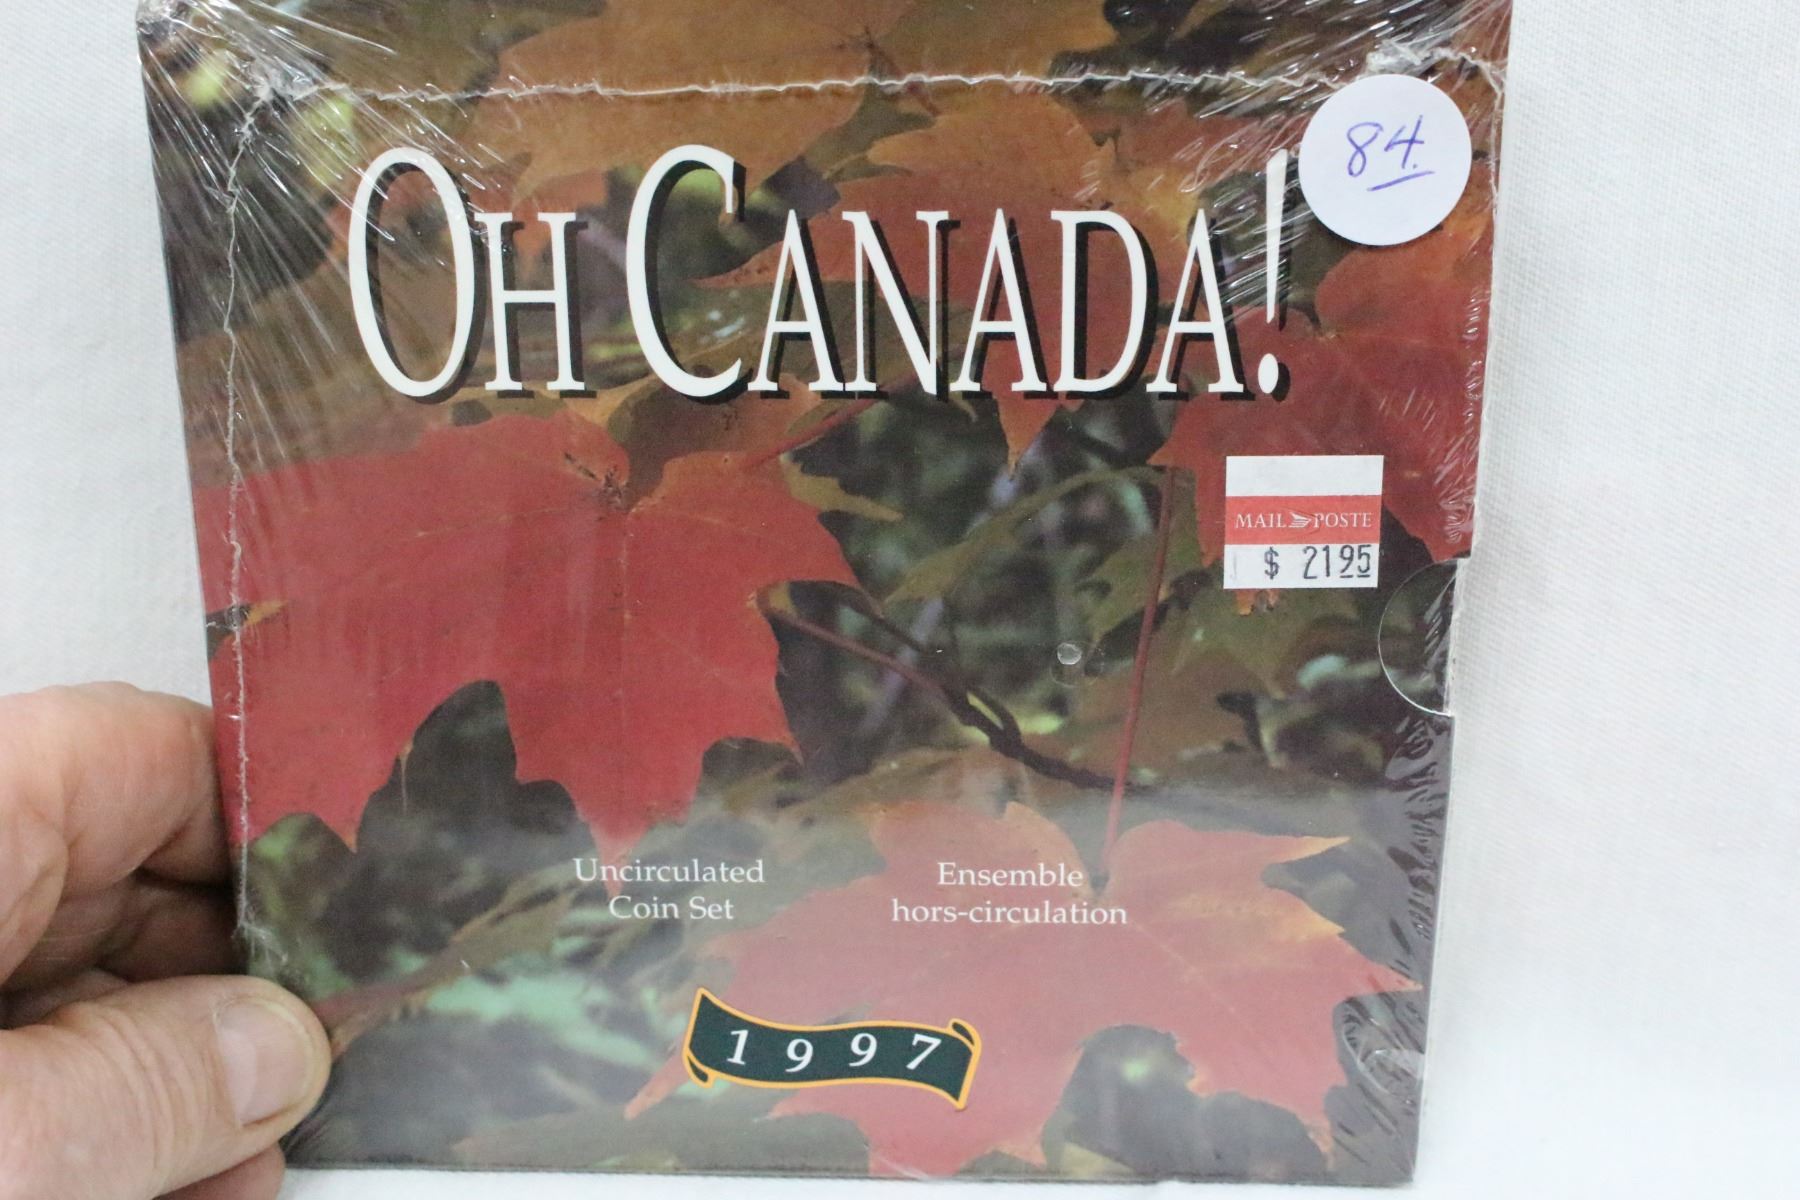 84.
OH CANADA!
MAIL POSTE
$ 21.95
Uncirculated
Coin Set
Ensemble
hors-circulation
1997